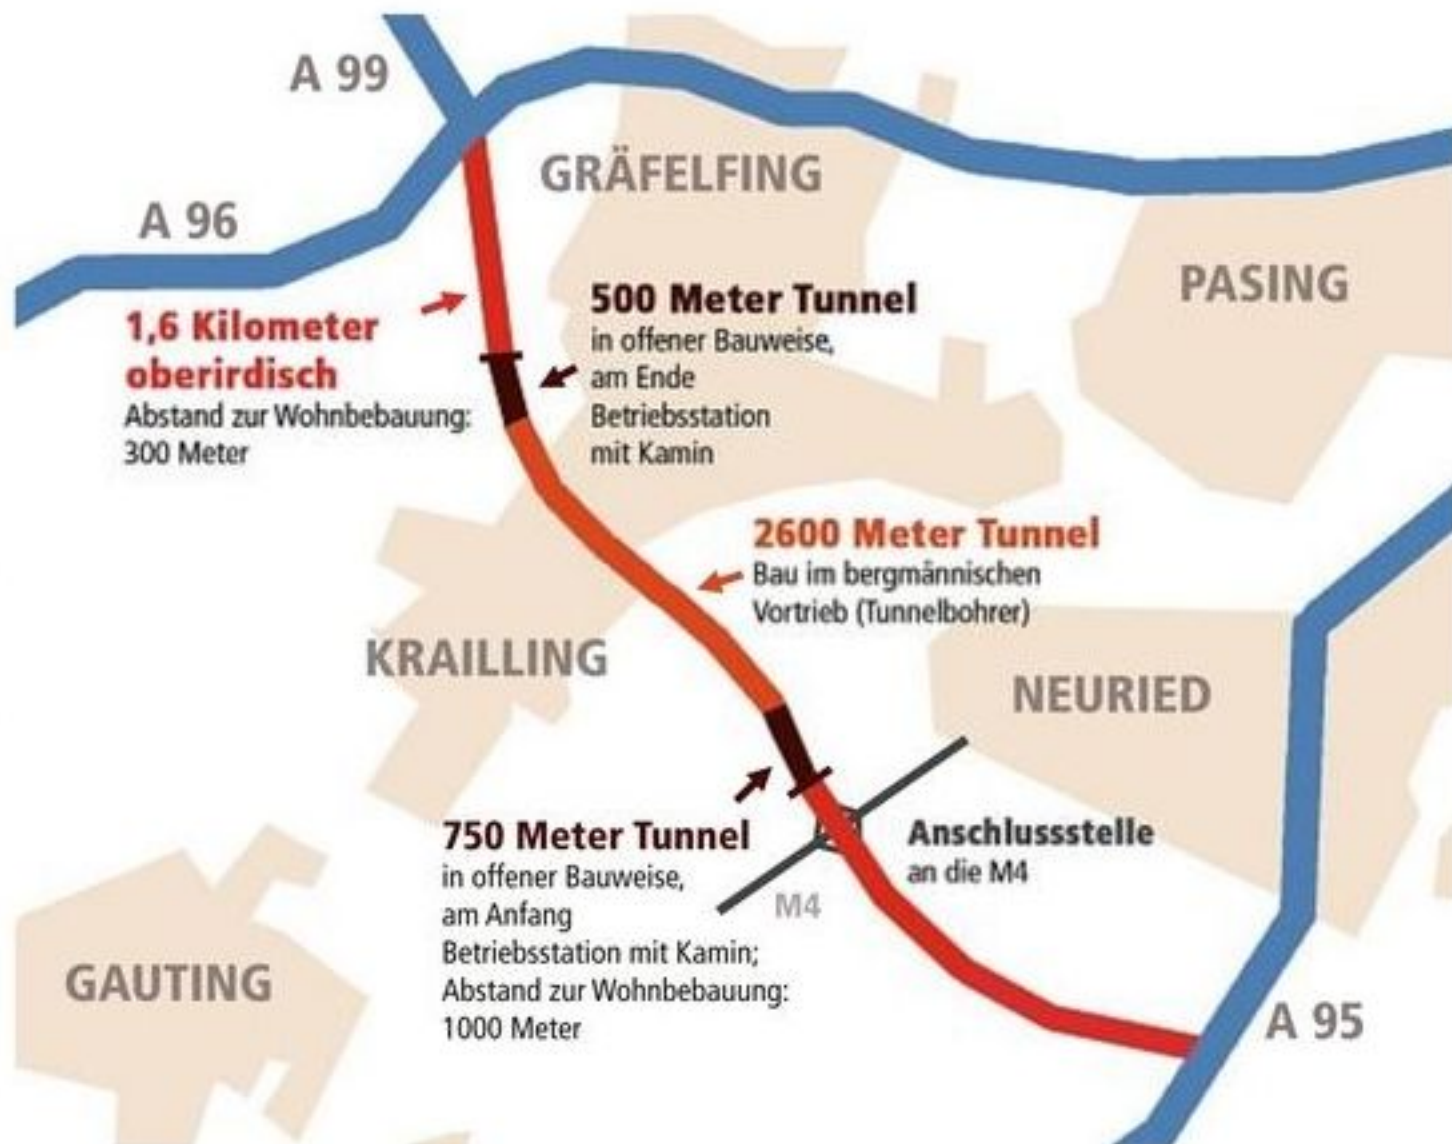 A 99
GRÄFELFING
A 96
PASING
1,6 Kilometer
oberirdisch
Abstand zur Wohnbebauung:
300 Meter
500 Meter Tunnel
in offener Bauweise,
am Ende
Betriebsstation
mit Kamin
2600 Meter Tunnel
Bau im bergmännischen
Vortrieb (Tunnelbohrer)
KRAILLING
NEURIED
750 Meter Tunnel
in offener Bauweise,
am Anfang
Betriebsstation mit Kamin;
Abstand zur Wohnbebauung:
1000 Meter
Anschlussstelle
an die M4
M4
GAUTING
A 95